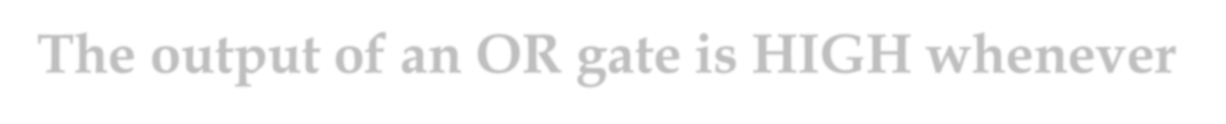 The output of an OR gate is HIGH whenever